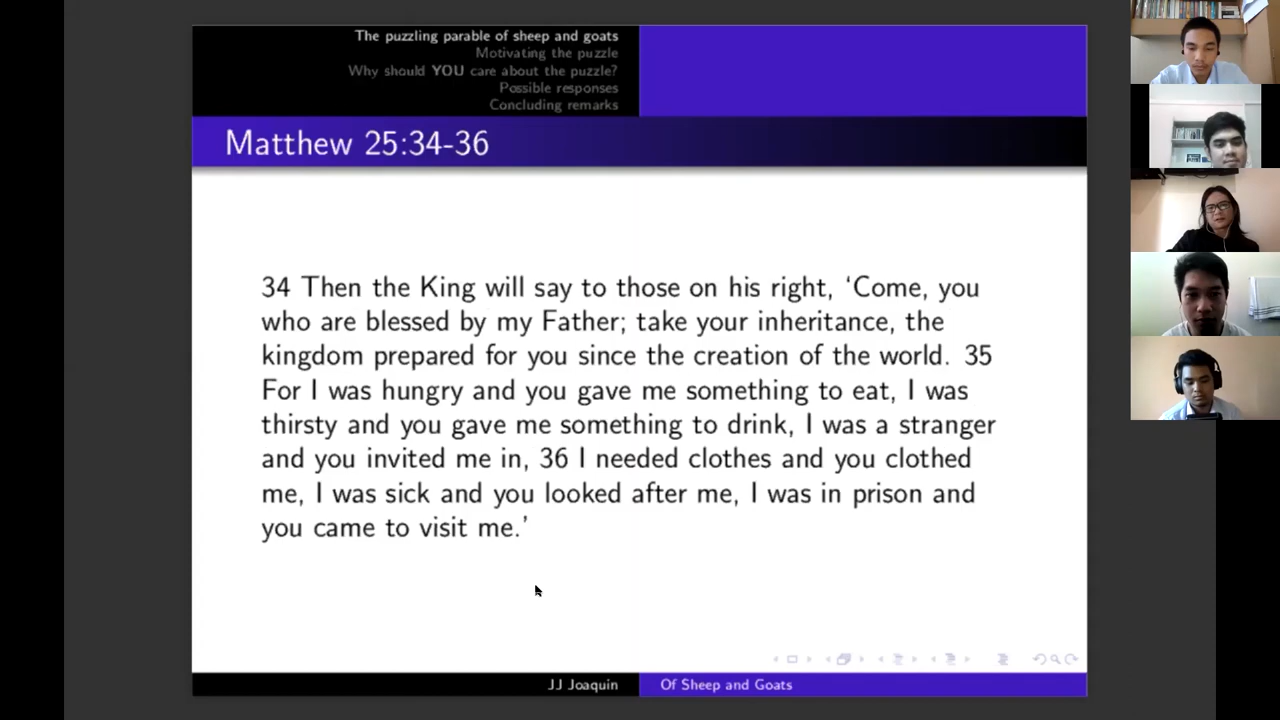 The puzzling parable of sheep and goats
Motivating the puzzle
Why should YOU care about the puzzle?
Possible responses
Concluding remarks
Matthew 25:34-36
34 Then the King will say to those on his right, ‘Come, you
who are blessed by my Father; take your inheritance, the
kingdom prepared for you since the creation of the world. 35
For I was hungry and you gave me something to eat, I was
thirsty and you gave me something to drink, I was a stranger
and you invited me in, 36 I needed clothes and you clothed
me, I was sick and you looked after me, I was in prison and
you came to visit me.’
JJ Joaquin
Of Sheep and Goats